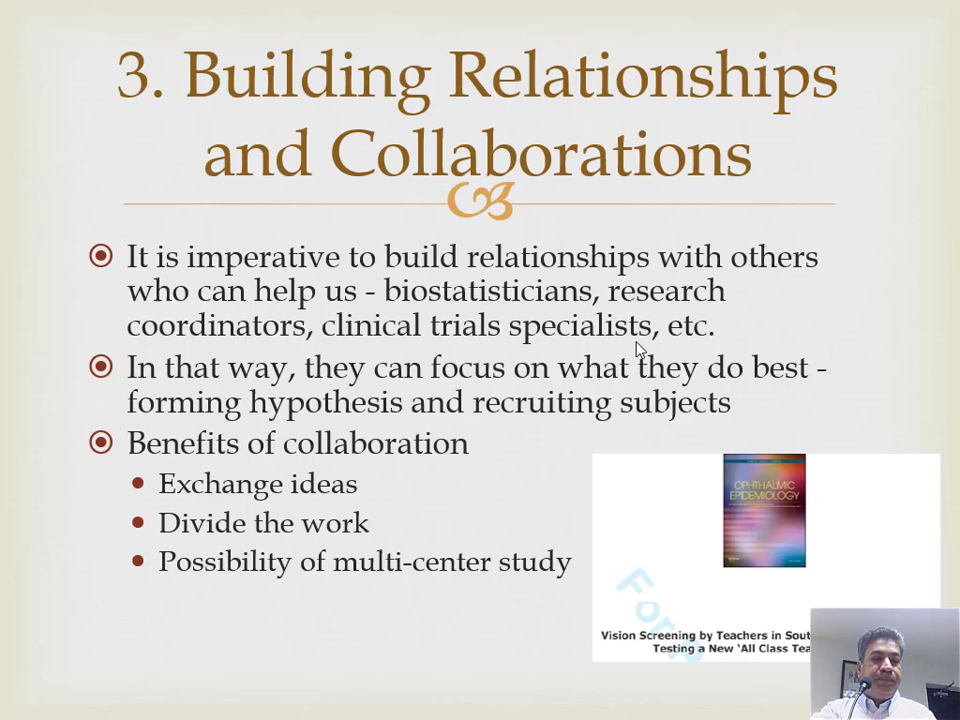 3. Building Relationships
and Collaborations
It is imperative to build relationships with others
who can help us - biostatisticians, research
coordinators, clinical trials specialists, etc.
In that way, they can focus on what they do best -
forming hypothesis and recruiting subjects
Benefits of collaboration
Exchange ideas
Divide the work
Possibility of multi-center study
OPHTHALMIC
EPIDEMIOLOGY
For
Vision Screening by Teachers in Sout
Testing a New 'All Class Tea